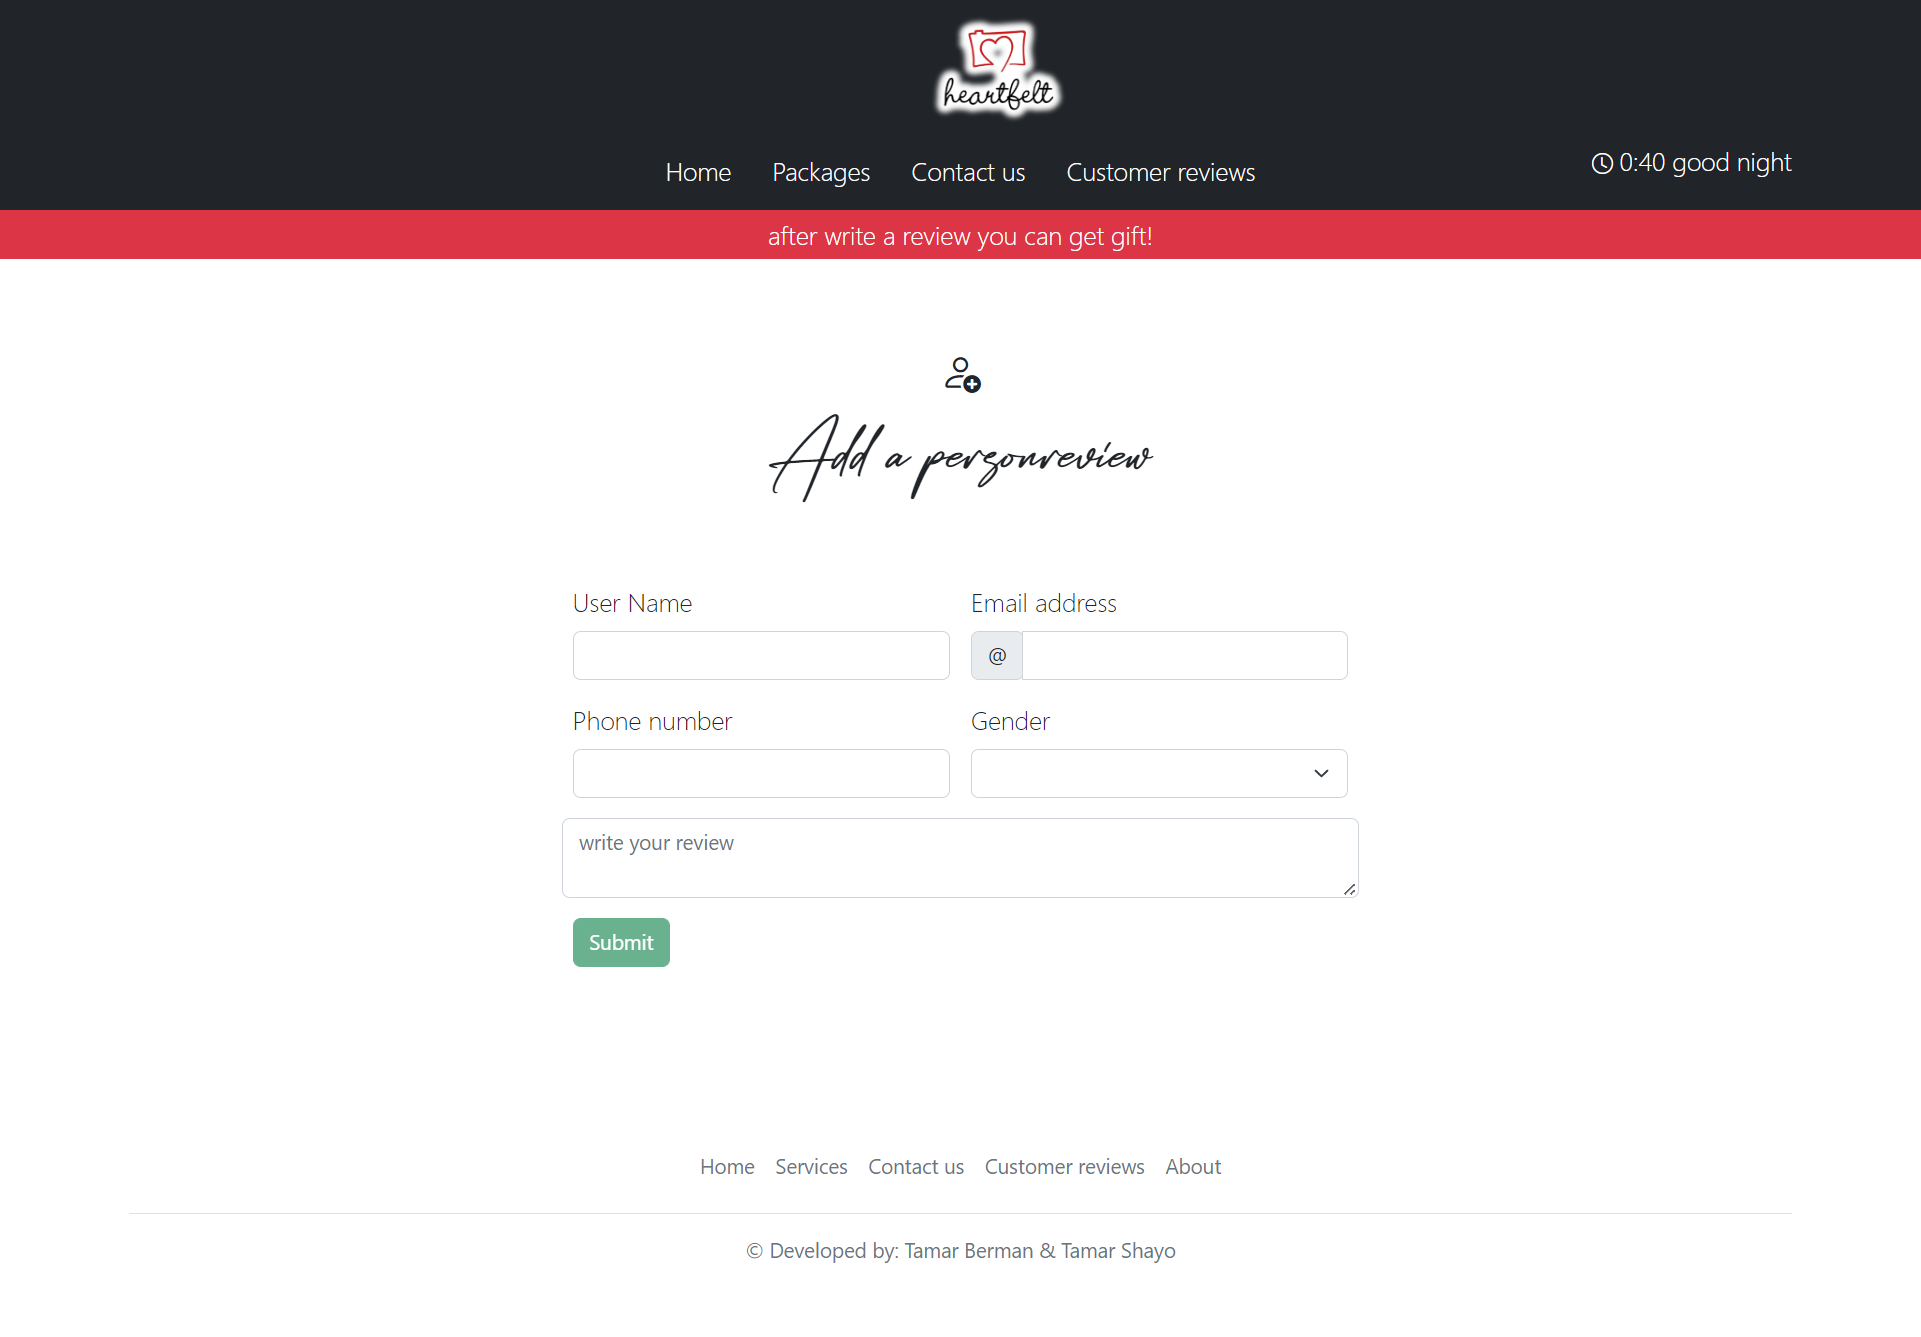 heartfelt
Home Packages Contact us Customer reviews
0:40 good night
after write a review you can get gift!
Add a personreview
User Name
Email address
@
Phone number
Gender
write your review
Submit
Home Services Contact us Customer reviews About
© Developed by: Tamar Berman & Tamar Shayo